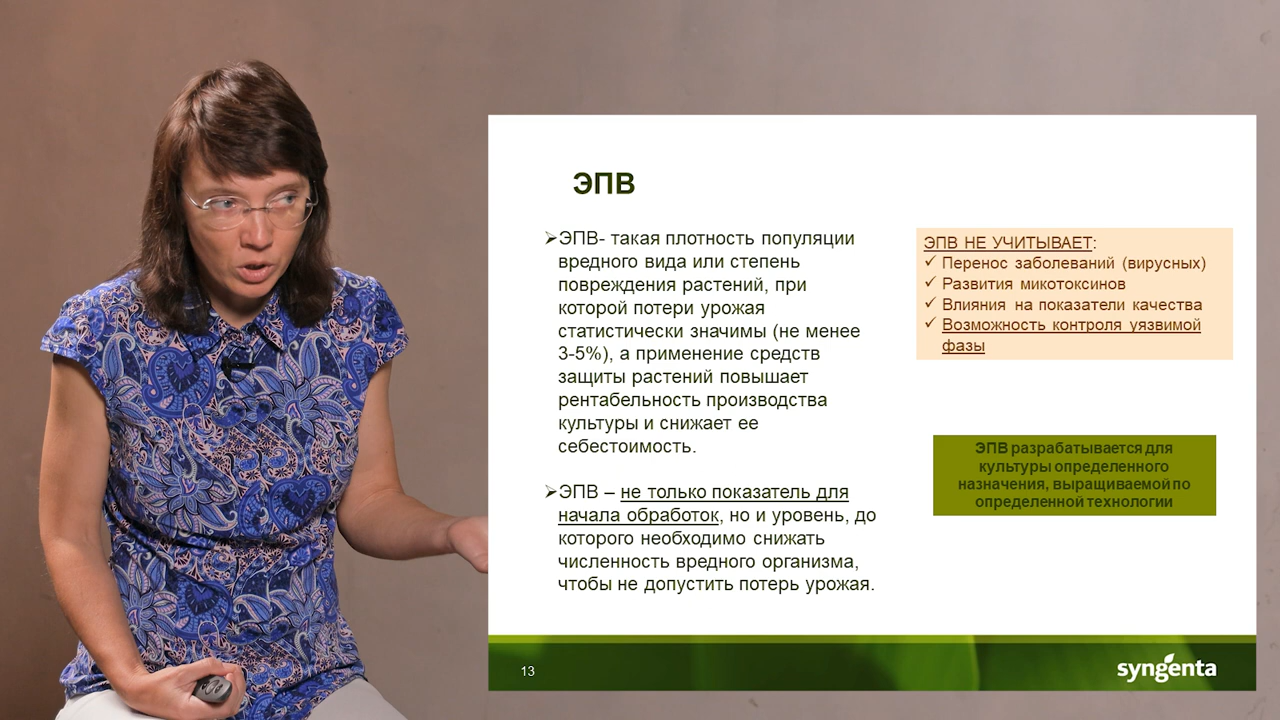 ЭПВ
ЭПВ- такая плотность популяции
вредного вида или степень
повреждения растений, при
которой потери урожая
статистически значимы (не менее
3-5%), а применение средств
защиты растений повышает
рентабельность производства
культуры и снижает ее
себестоимость.
ЭПВ – не только показатель для
начала обработок, но и уровень, до
которого необходимо снижать
численность вредного организма,
чтобы не допустить потерь урожая.
ЭПВ НЕ УЧИТЫВАЕТ:
Перенос заболеваний (вирусных)
Развития микотоксинов
Влияния на показатели качества
Возможность контроля уязвимой
фазы
ЭПВ разрабатывается для
культуры определенного
назначения, выращиваемой по
определенной технологии
13
syngenta